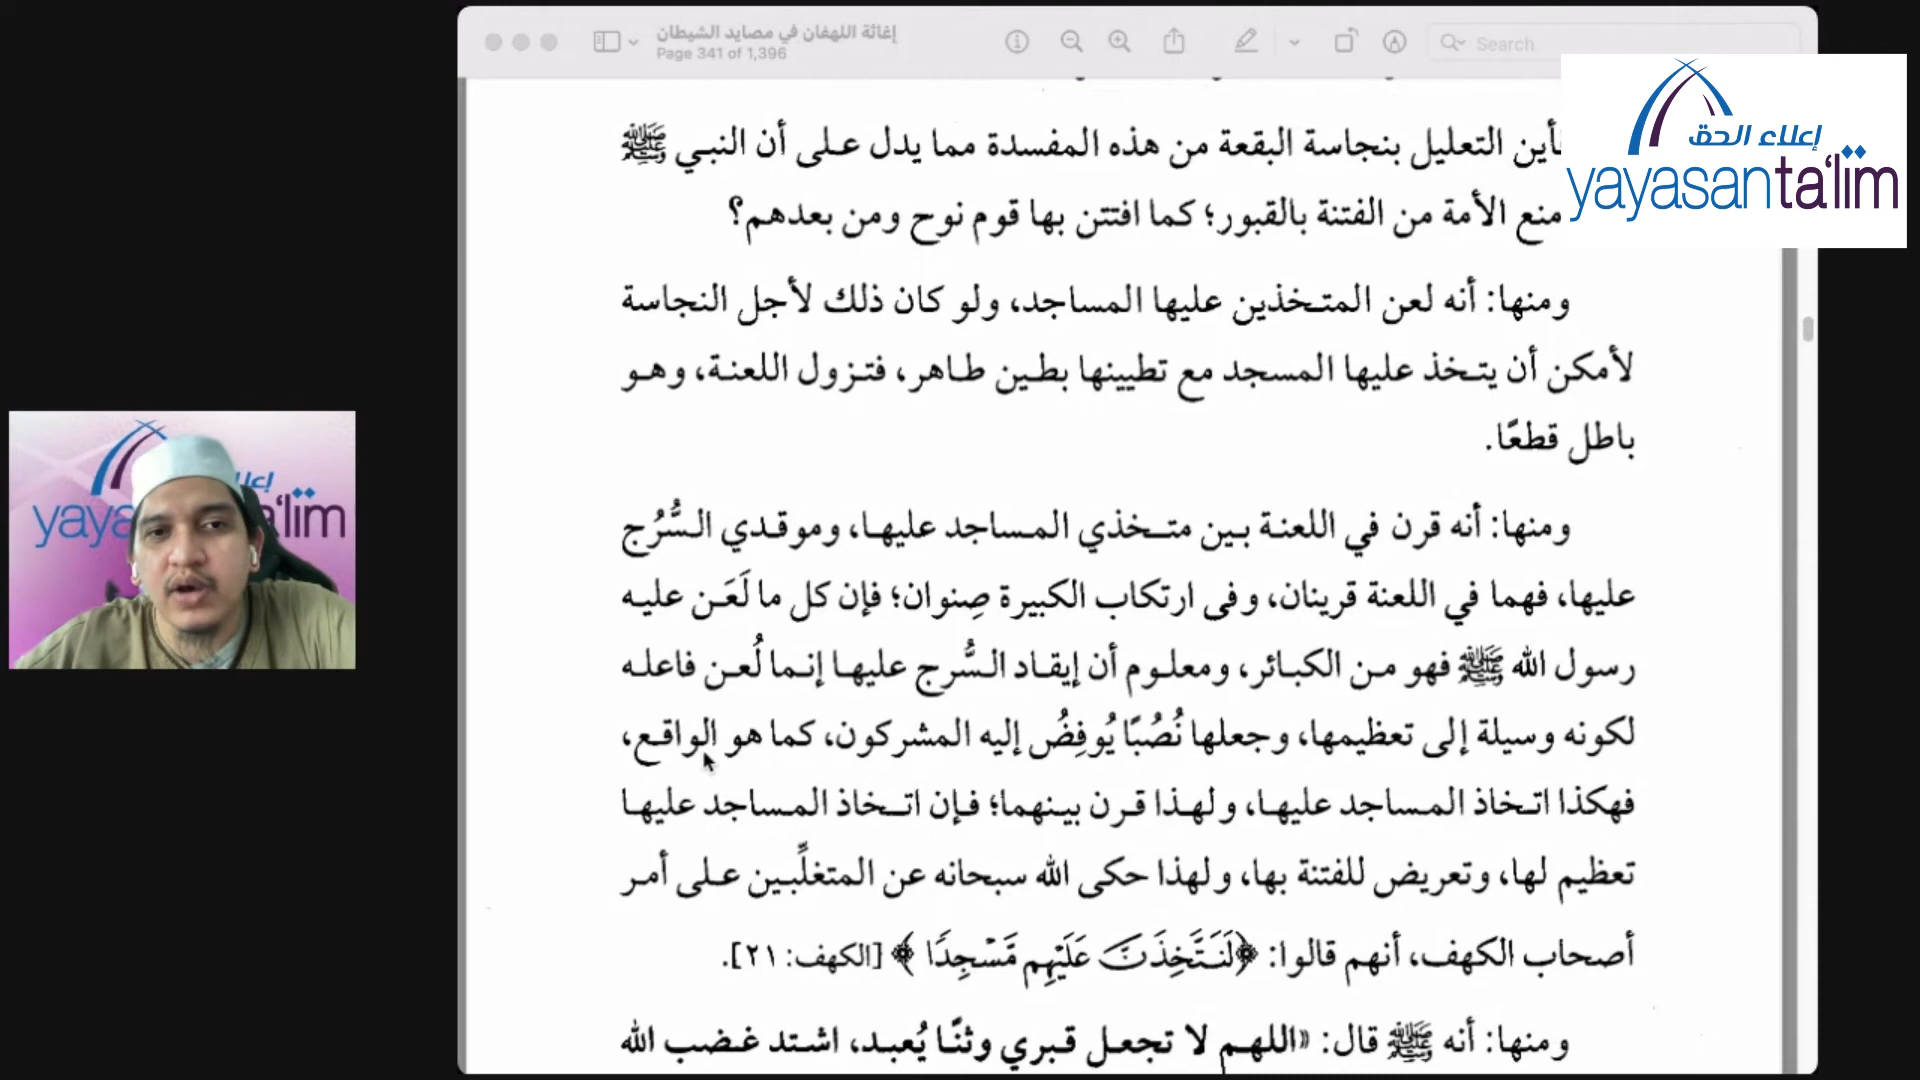 إغاثة اللهفان في مصايد الشيطان
Page 341 of 1,396
Search
إعلاء الحق
yayasanta'lim
فأين التعليل بنجاسة البقعة من هذه المفسدة مما يدل على أن النبي ﷺ
منع الأمة من الفتنة بالقبور؛ كما افتتن بها قوم نوح ومن بعدهم؟
ومنها: أنه لعن المتخذين عليها المساجد، ولو كان ذلك لأجل النجاسة
لأمكن أن يتخذ عليها المسجد مع تطيينها بطين طاهر، فتزول اللعنة، وهو
باطل قطعًا.
ومنها: أنه قرن في اللعنة بين متخذي المساجد عليها، وموقدي السُّرُج
عليها، فهما في اللعنة قرينان، وفى ارتكاب الكبيرة صِنوان؛ فإن كل ما لَعَن عليه
رسول الله ﷺ فهو من الكبائر، ومعلوم أن إيقاد السُّرج عليها إنما لُعن فاعله
لكونه وسيلة إلى تعظيمها، وجعلها نُصُبًا يُوفِضُ إليه المشركون، كما هو الواقع،
فهكذا اتخاذ المساجد عليها، ولهذا قرن بينهما؛ فإن اتخاذ المساجد عليها
تعظيم لها، وتعريض للفتنة بها، ولهذا حكى الله سبحانه عن المتغلِّبين على أمر
أصحاب الكهف، أنهم قالوا: ﴿لَنَتَّخِذَنَّ عَلَيْهِم مَّسْجِدًا﴾ [الكهف: ٢١].
ومنها: أنه ﷺ قال: «اللهم لا تجعل قبري وثنًا يُعبد، اشتد غضب الله